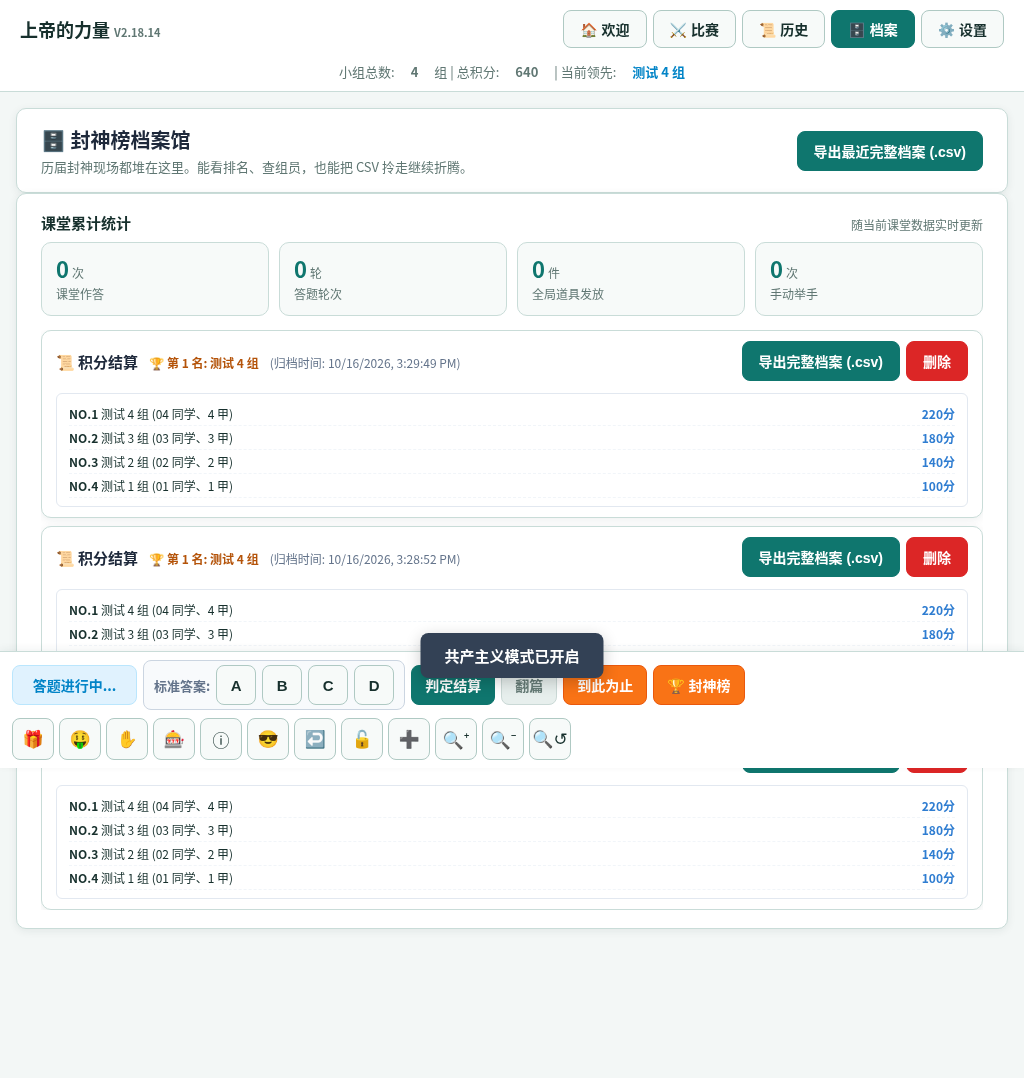 上帝的力量 V2.18.14
🏠 欢迎
⚔️ 比赛
📜 历史
🗄️ 档案
⚙️ 设置
小组总数: 4 组 | 总积分: 640 | 当前领先: 测试 4 组
🗄️ 封神榜档案馆
历届封神现场都堆在这里。能看排名、查组员，也能把 CSV 拎走继续折腾。
导出最近完整档案 (.csv)
课堂累计统计
随当前课堂数据实时更新
0 次
课堂作答
0 轮
答题轮次
0 件
全局道具发放
0 次
手动举手
📜 积分结算 🏆 第 1 名: 测试 4 组 (归档时间: 10/16/2026, 3:29:49 PM)
导出完整档案 (.csv)
删除
NO.1 测试 4 组 (04 同学、4 甲) 220分
NO.2 测试 3 组 (03 同学、3 甲) 180分
NO.3 测试 2 组 (02 同学、2 甲) 140分
NO.4 测试 1 组 (01 同学、1 甲) 100分
📜 积分结算 🏆 第 1 名: 测试 4 组 (归档时间: 10/16/2026, 3:28:52 PM)
导出完整档案 (.csv)
删除
NO.1 测试 4 组 (04 同学、4 甲) 220分
NO.2 测试 3 组 (03 同学、3 甲) 180分
共产主义模式已开启
答题进行中...
标准答案: A B C D
判定结算
翻篇
到此为止
🏆 封神榜
NO.1 测试 4 组 (04 同学、4 甲) 220分
NO.2 测试 3 组 (03 同学、3 甲) 180分
NO.3 测试 2 组 (02 同学、2 甲) 140分
NO.4 测试 1 组 (01 同学、1 甲) 100分